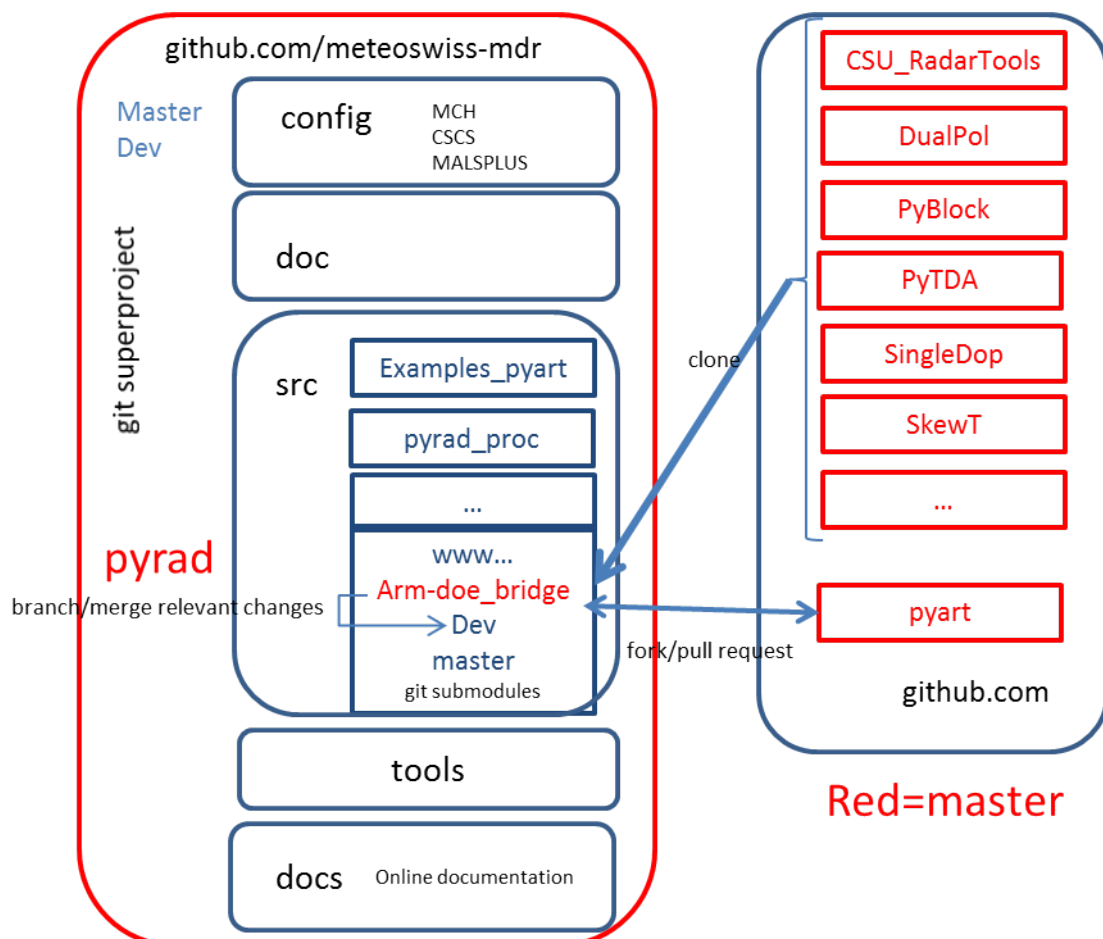 github.com/meteoswiss-mdr
Master
Dev
config
MCH
CSCS
MALSPLUS
git superproject
doc
src
Examples_pyart
pyrad_proc
...
www...
Arm-doe_bridge
Dev
master
git submodules
pyrad
branch/merge relevant changes
tools
docs
Online documentation
clone
fork/pull request
CSU_RadarTools
DualPol
PyBlock
PyTDA
SingleDop
SkewT
...
pyart
github.com
Red=master